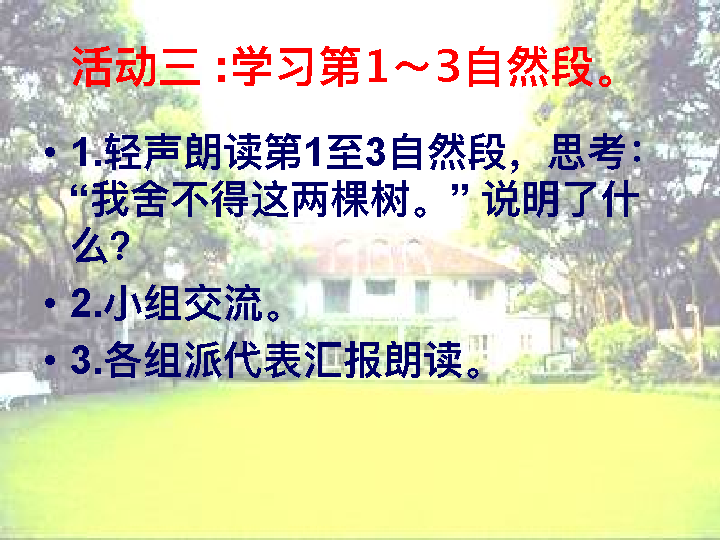 活动三 :学习第1～3自然段。
• 1.轻声朗读第1至3自然段，思考：
“我舍不得这两棵树。” 说明了什
么?
• 2.小组交流。
• 3.各组派代表汇报朗读。